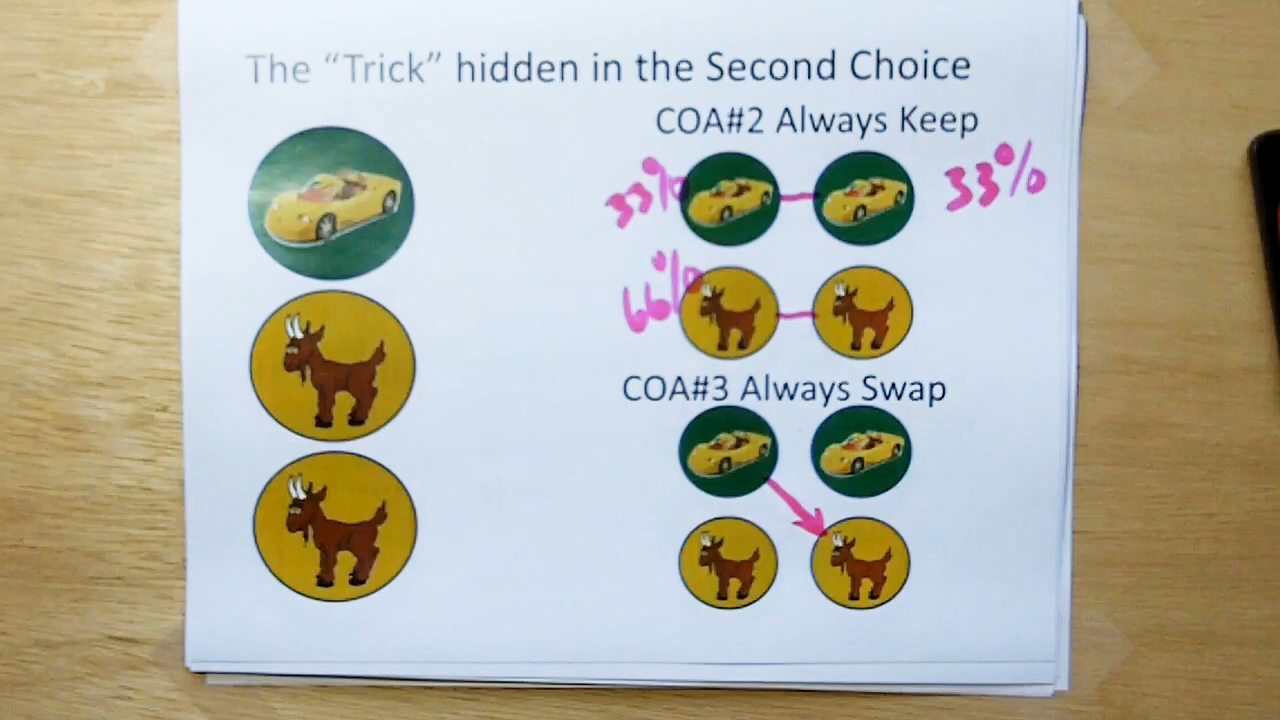 The “Trick” hidden in the Second Choice
COA#2 Always Keep
33% 33%
66%
COA#3 Always Swap